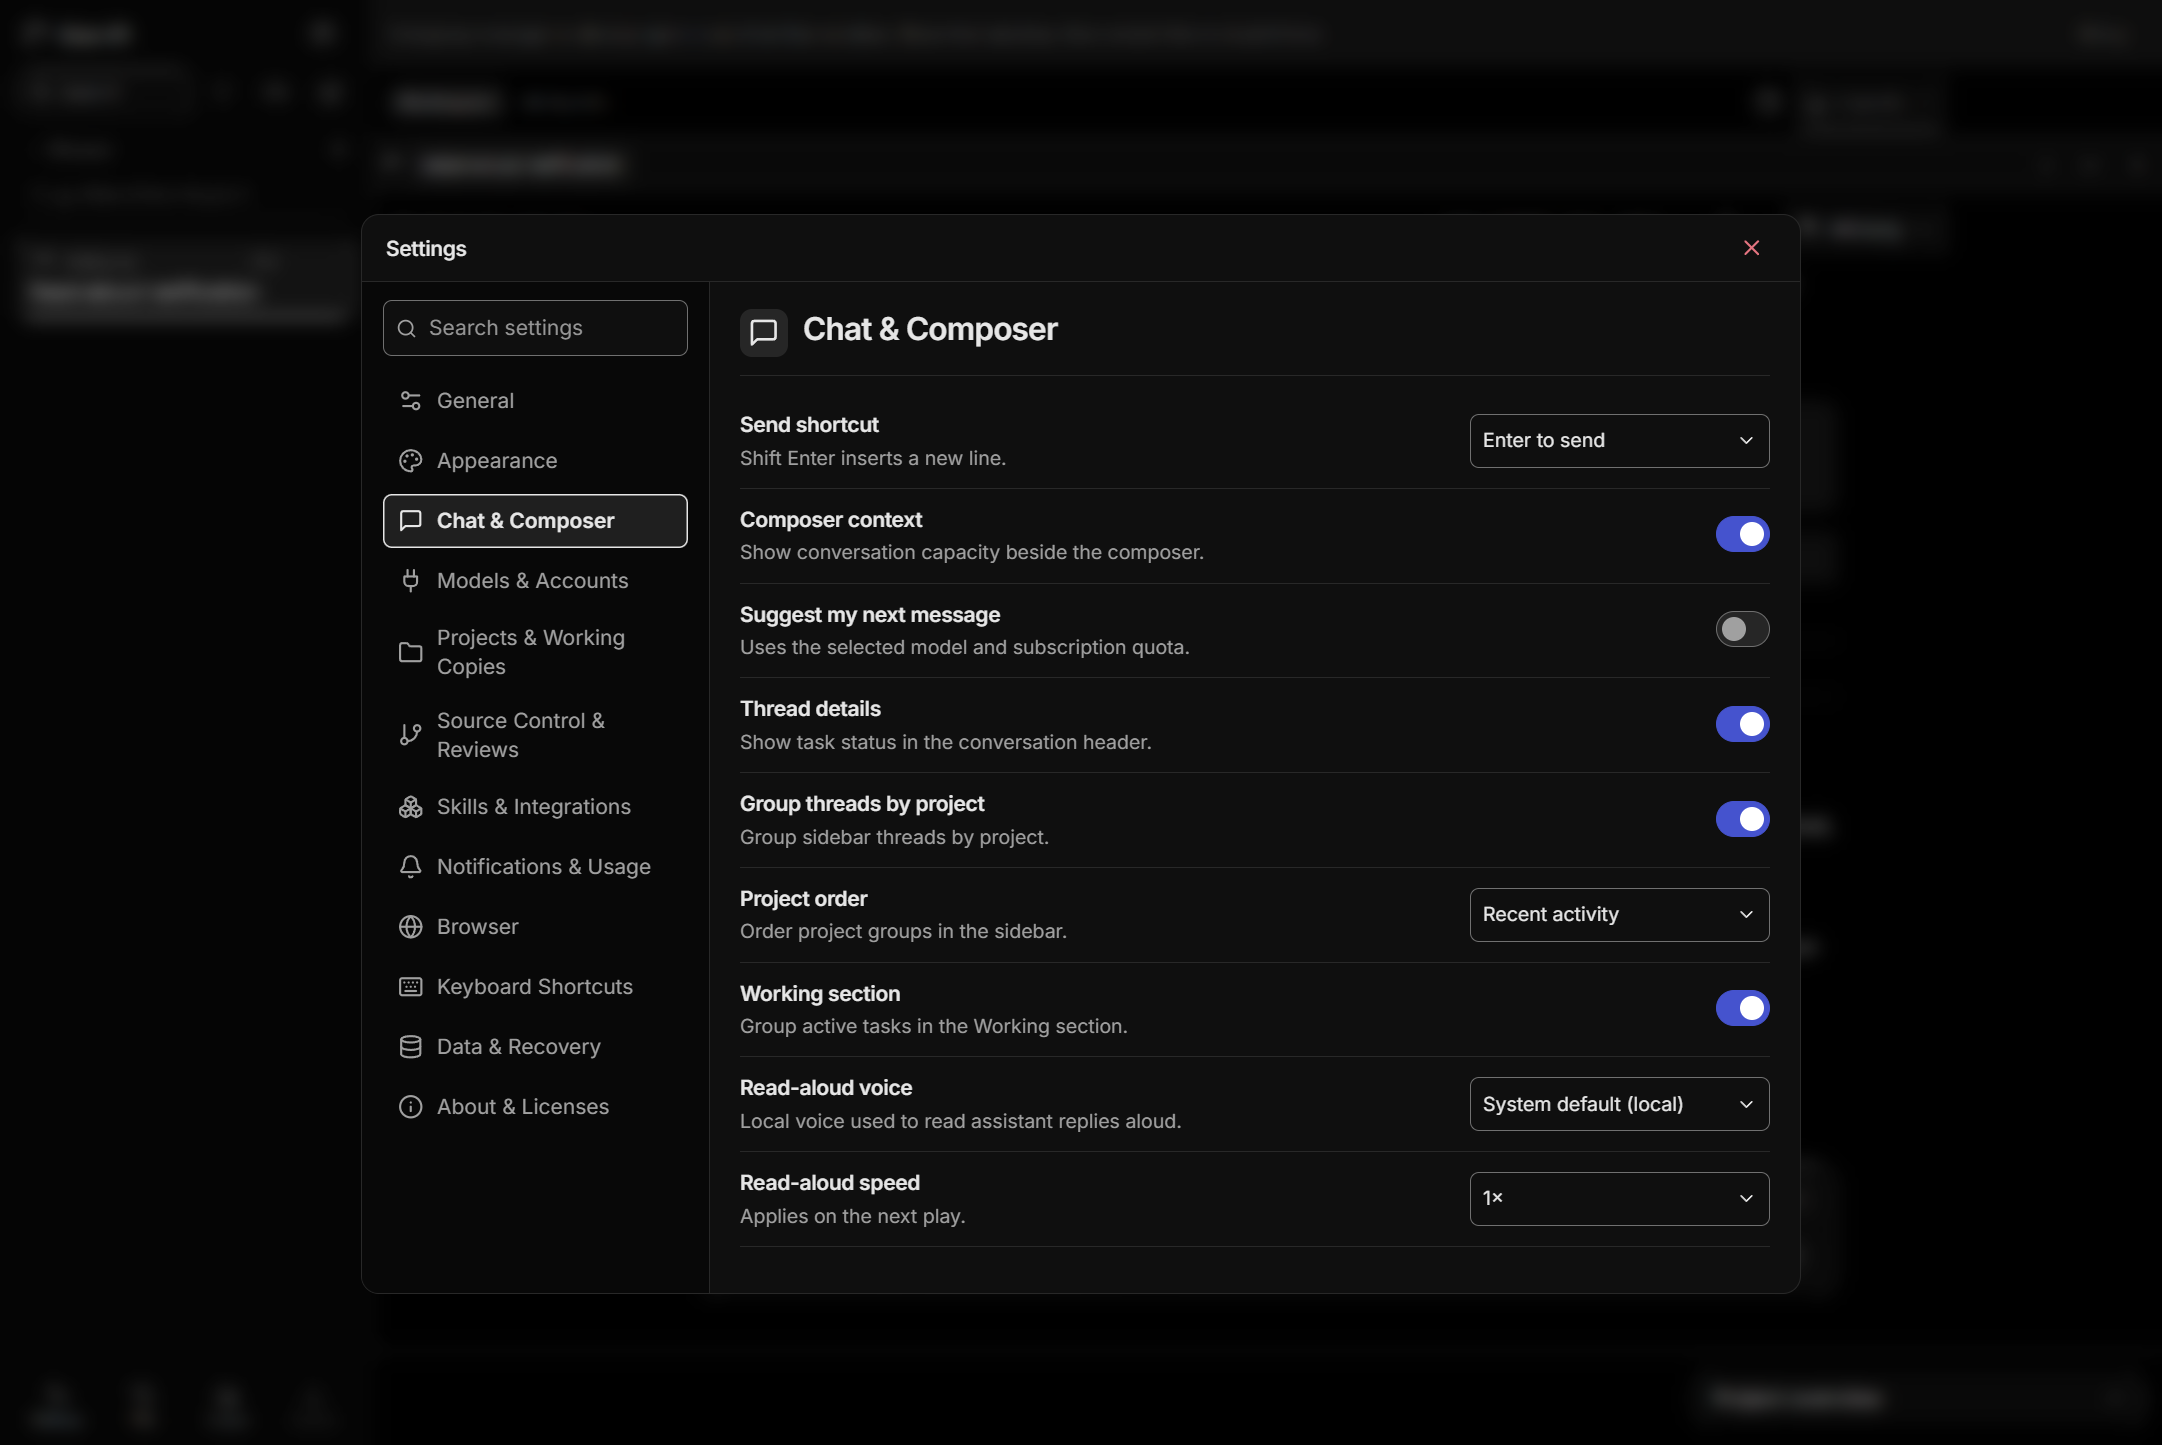 Settings
Search settings
General
Appearance
Chat & Composer
Models & Accounts
Projects & Working
Copies
Source Control &
Reviews
Skills & Integrations
Notifications & Usage
Browser
Keyboard Shortcuts
Data & Recovery
About & Licenses
Chat & Composer
Send shortcut
Shift Enter inserts a new line.
Enter to send
Composer context
Show conversation capacity beside the composer.
Suggest my next message
Uses the selected model and subscription quota.
Thread details
Show task status in the conversation header.
Group threads by project
Group sidebar threads by project.
Project order
Order project groups in the sidebar.
Recent activity
Working section
Group active tasks in the Working section.
Read-aloud voice
Local voice used to read assistant replies aloud.
System default (local)
Read-aloud speed
Applies on the next play.
1×